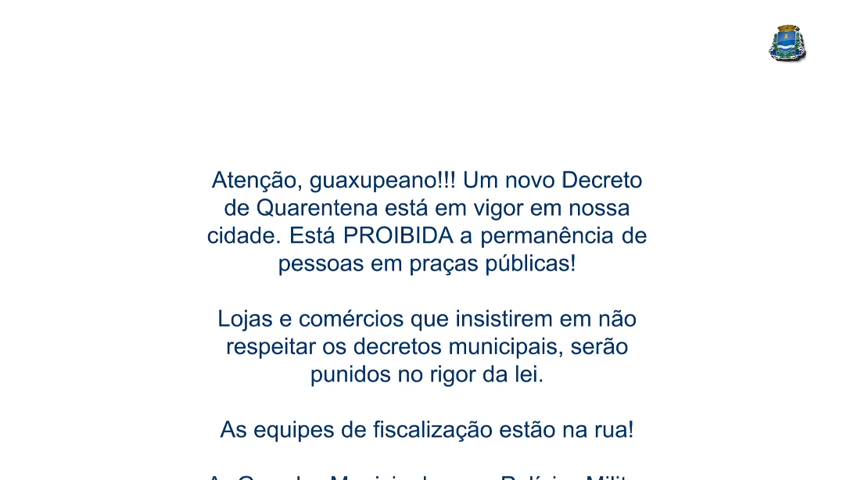 Atenção, guaxupeano!!! Um novo Decreto
de Quarentena está em vigor em nossa
cidade. Está PROIBIDA a permanência de
pessoas em praças públicas!
Lojas e comércios que insistirem em não
respeitar os decretos municipais, serão
punidos no rigor da lei.
As equipes de fiscalização estão na rua!